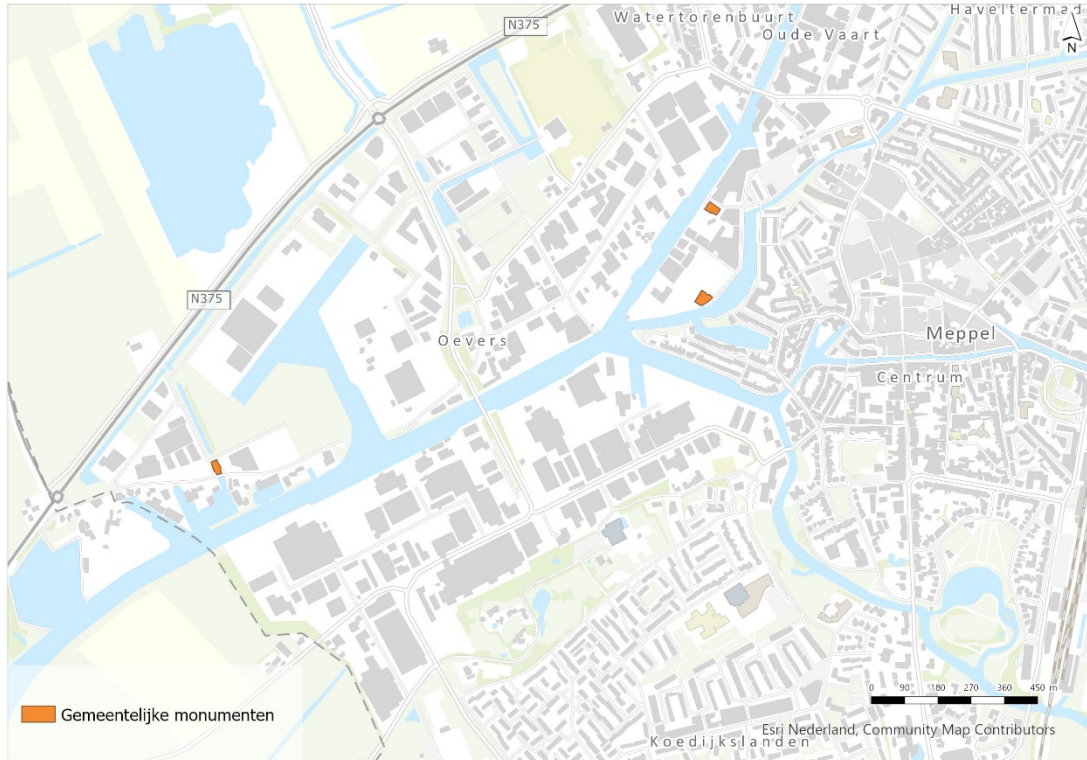 N375
Watertorenbuurt
Oude Vaart
Haveltermade
N
N375
Oevers
Meppel
Centrum
Gemeentelijke monumenten
0 90 180 270 360 450 m
Esri Nederland, Community Map Contributors
Koedijkslanden